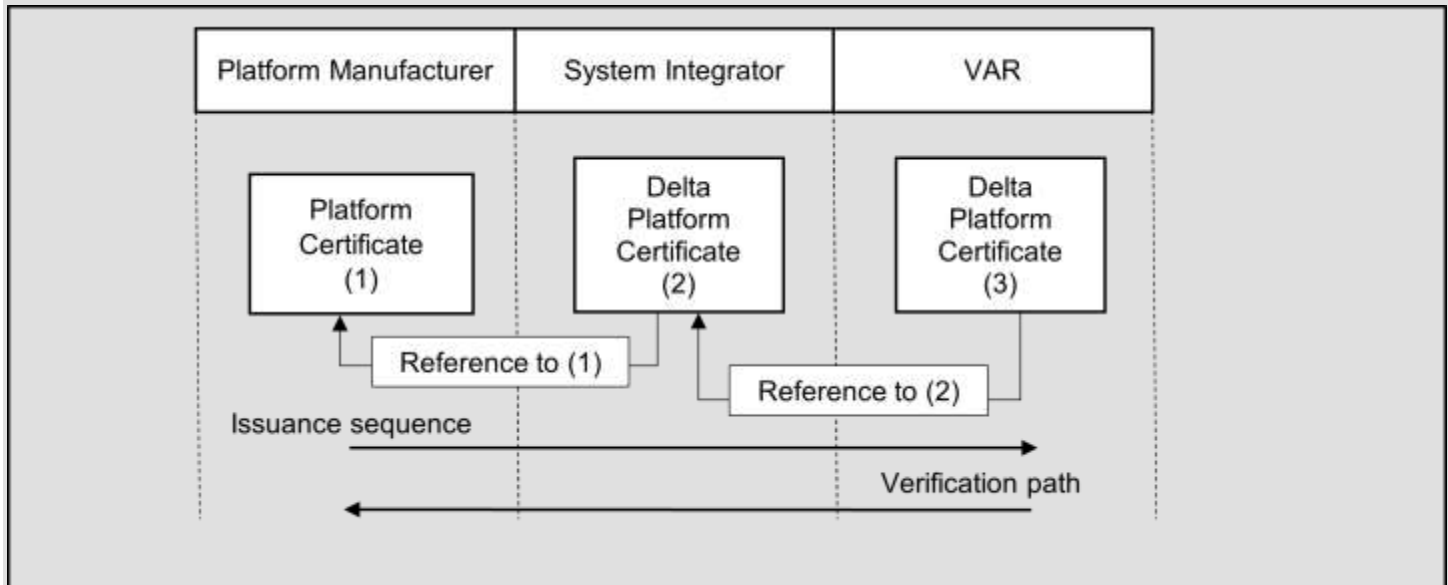 Platform Manufacturer
System Integrator
VAR
Platform
Certificate
(1)
Delta
Platform
Certificate
(2)
Delta
Platform
Certificate
(3)
Reference to (1)
Reference to (2)
Issuance sequence
Verification path